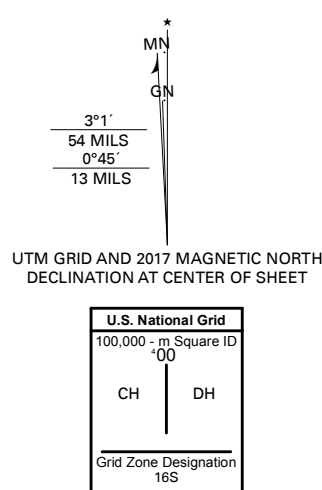 ★
MN
GN
3°1´
54 MILS
0°45´
13 MILS
UTM GRID AND 2017 MAGNETIC NORTH
DECLINATION AT CENTER OF SHEET
U.S. National Grid
100,000 - m Square ID
⁴00
CH DH
Grid Zone Designation
16S